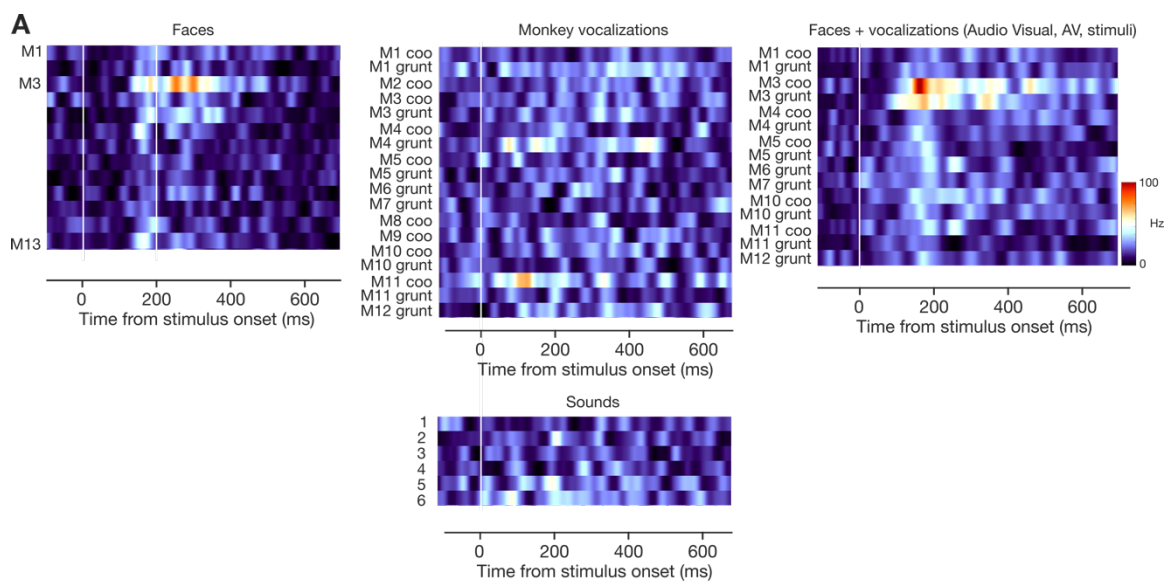 A
Faces
M1
M3
M13
0 200 400 600
Time from stimulus onset (ms)
Monkey vocalizations
M1 coo
M1 grunt
M2 coo
M3 coo
M3 grunt
M4 coo
M4 grunt
M5 coo
M5 grunt
M6 grunt
M7 grunt
M8 coo
M9 coo
M10 coo
M10 grunt
M11 coo
M11 grunt
M12 grunt
0 200 400 600
Time from stimulus onset (ms)
Faces + vocalizations (Audio Visual, AV, stimuli)
M1 coo
M1 grunt
M3 coo
M3 grunt
M4 coo
M4 grunt
M5 coo
M5 grunt
M6 grunt
M7 grunt
M10 coo
M10 grunt
M11 coo
M11 grunt
M12 grunt
100
Hz
0
0 200 400 600
Time from stimulus onset (ms)
Sounds
1
2
3
4
5
6
0 200 400 600
Time from stimulus onset (ms)